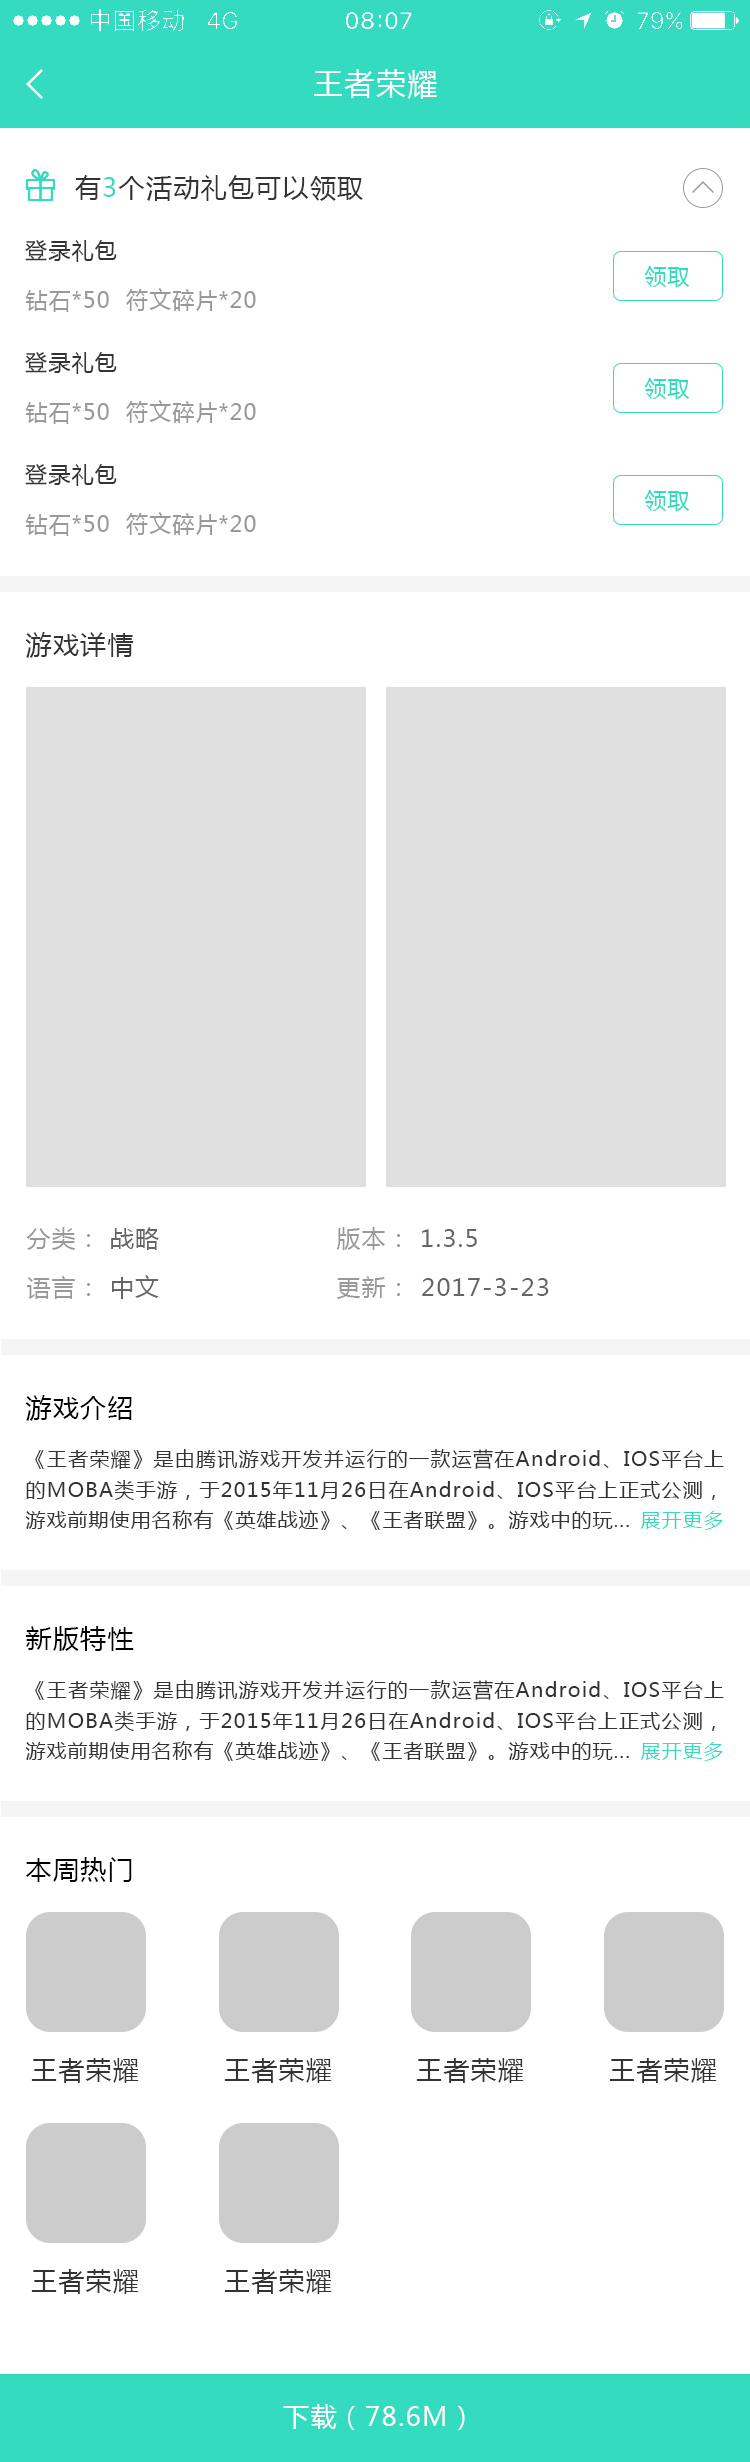 中国移动 4G 08:07 79%
王者荣耀
有3个活动礼包可以领取
登录礼包
钻石*50 符文碎片*20
领取
登录礼包
钻石*50 符文碎片*20
领取
登录礼包
钻石*50 符文碎片*20
领取
游戏详情
分类： 战略 版本： 1.3.5
语言： 中文 更新： 2017-3-23
游戏介绍
《王者荣耀》是由腾讯游戏开发并运行的一款运营在Android、IOS平台上
的MOBA类手游，于2015年11月26日在Android、IOS平台上正式公测，
游戏前期使用名称有《英雄战迹》、《王者联盟》。游戏中的玩... 展开更多
新版特性
《王者荣耀》是由腾讯游戏开发并运行的一款运营在Android、IOS平台上
的MOBA类手游，于2015年11月26日在Android、IOS平台上正式公测，
游戏前期使用名称有《英雄战迹》、《王者联盟》。游戏中的玩... 展开更多
本周热门
王者荣耀 王者荣耀 王者荣耀 王者荣耀
王者荣耀 王者荣耀
下载（78.6M）